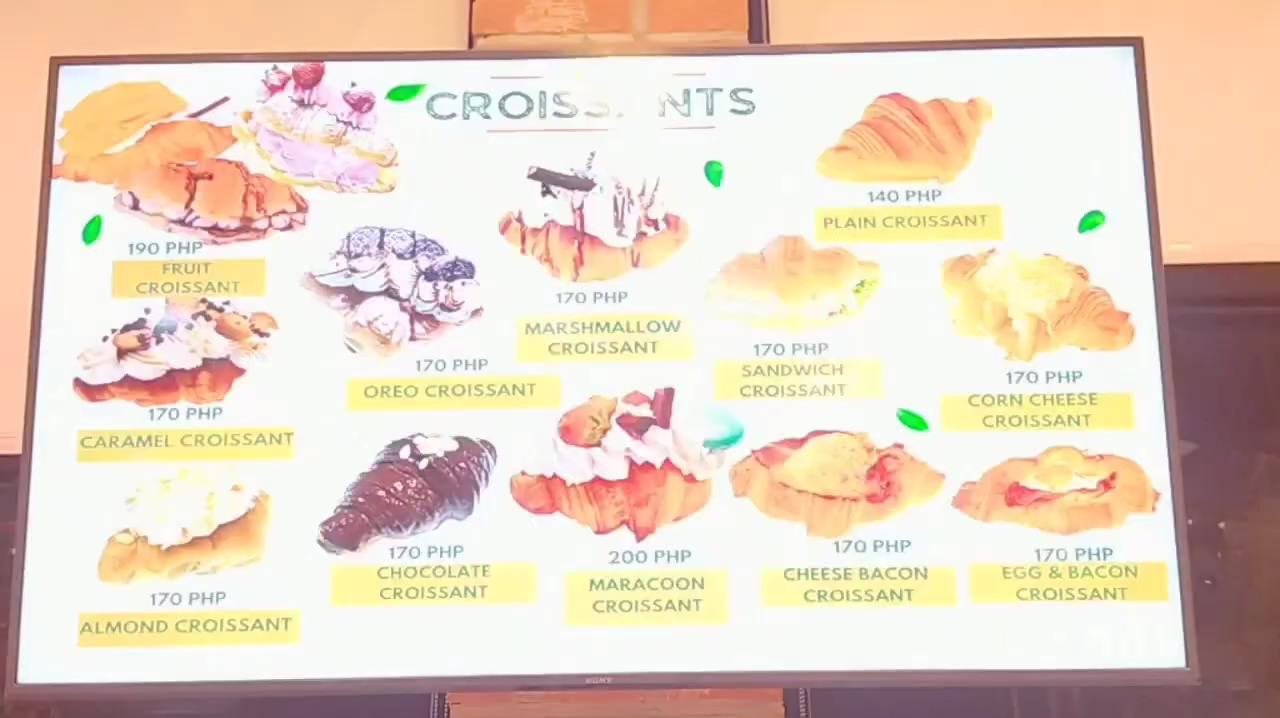 CROISSANTS
190 PHP
FRUIT
CROISSANT
170 PHP
CARAMEL CROISSANT
170 PHP
ALMOND CROISSANT
170 PHP
OREO CROISSANT
170 PHP
CHOCOLATE
CROISSANT
170 PHP
MARSHMALLOW
CROISSANT
200 PHP
MARACOON
CROISSANT
140 PHP
PLAIN CROISSANT
170 PHP
SANDWICH
CROISSANT
170 PHP
CORN CHEESE
CROISSANT
170 PHP
CHEESE BACON
CROISSANT
170 PHP
EGG & BACON
CROISSANT
SONY